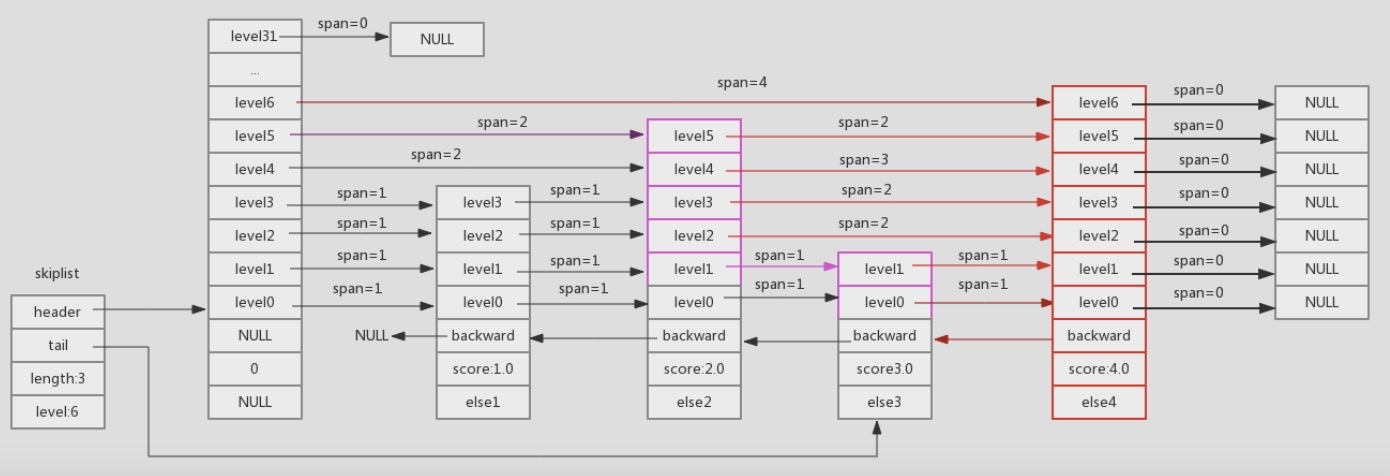 span=0
level31
NULL
...
span=4
level6
level6
span=0
NULL
level5
span=2
level5
span=2
level5
span=0
NULL
level4
span=2
level4
span=3
level4
span=0
NULL
level3
span=1
level3
span=1
level3
span=2
level3
span=0
NULL
level2
span=1
level2
span=1
level2
span=2
level2
span=0
NULL
level1
span=1
level1
span=1
level1
span=1
level1
span=1
level1
span=0
NULL
level0
span=1
level0
span=1
level0
span=1
level0
span=1
level0
span=0
NULL
skiplist
header
tail
length:3
level:6
NULL
0
NULL
NULL
backward
score:1.0
else1
backward
score:2.0
else2
backward
score3.0
else3
backward
score:4.0
else4